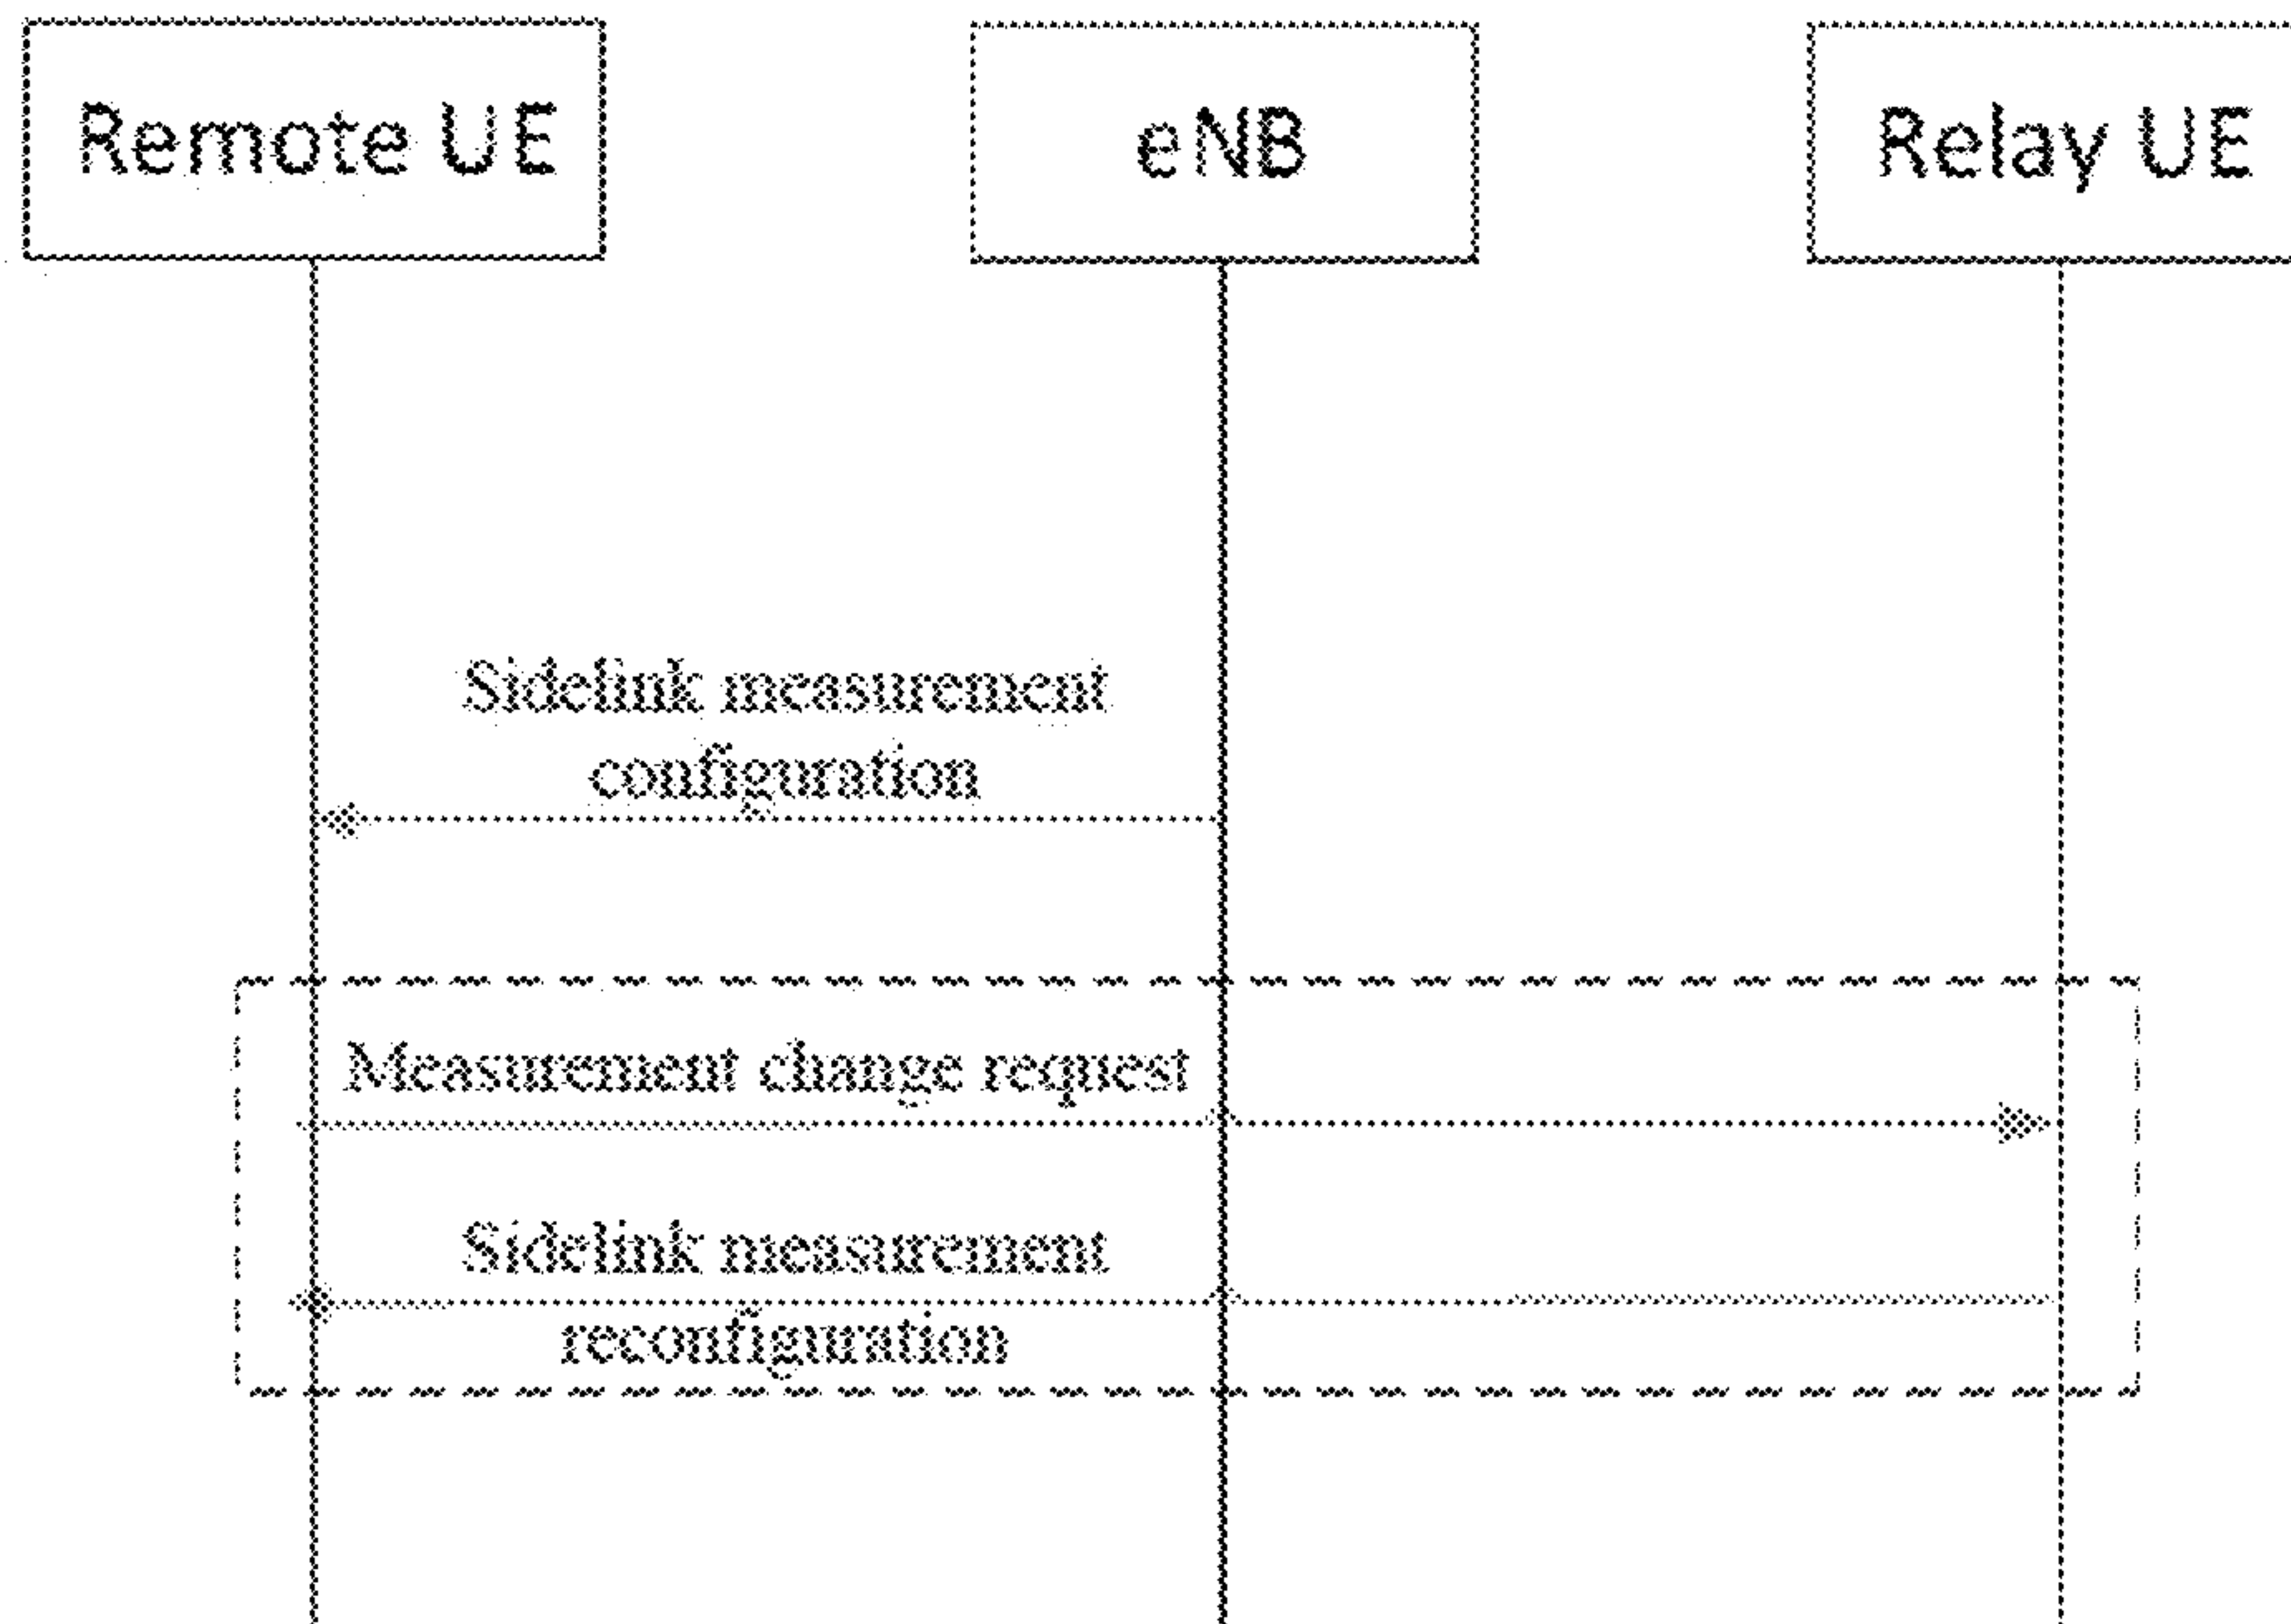 Remote UE
eNB
Relay UE
Sidelink measurement
configuration
Measurement change request
Sidelink measurement
reconfiguration